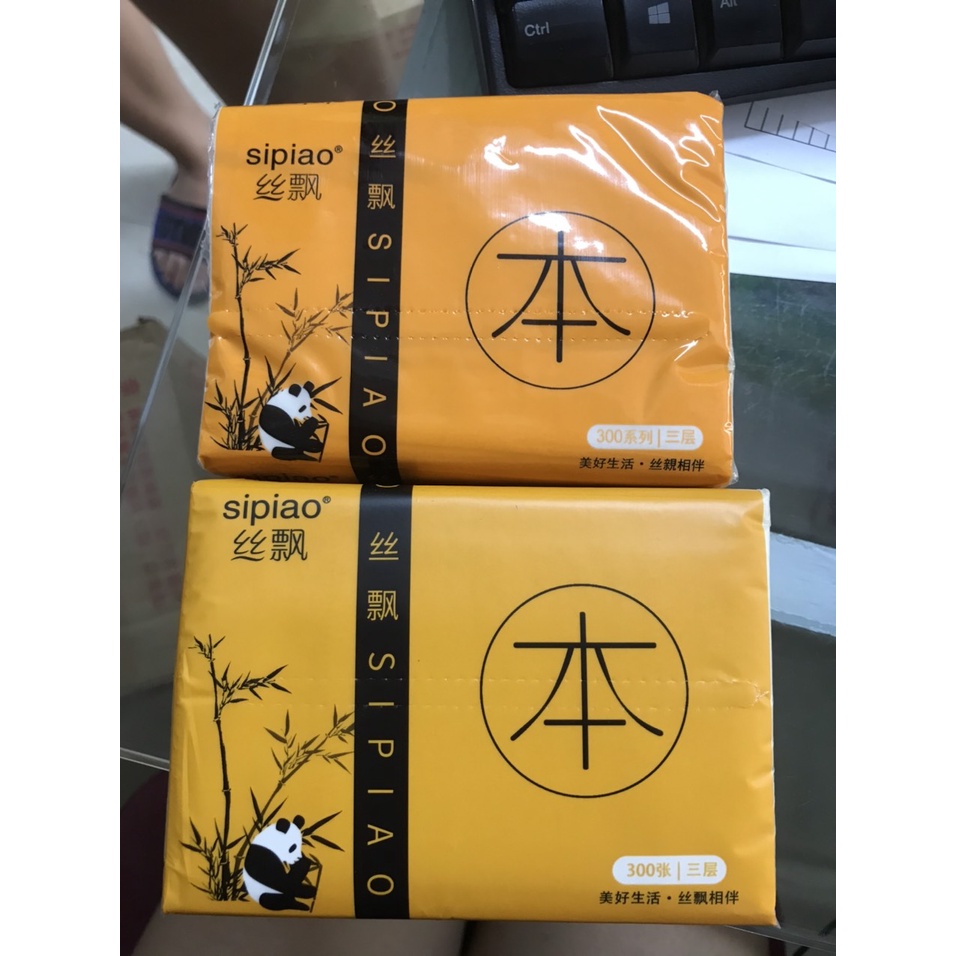 Ctrl
Alt
sipiao®
丝飘
O
丝飘SIPIAO
本
300系列|三层
美好生活·丝親相伴
sipiao®
丝飘
丝飘SIPIAO
本
300张|三层
美好生活·丝飘相伴